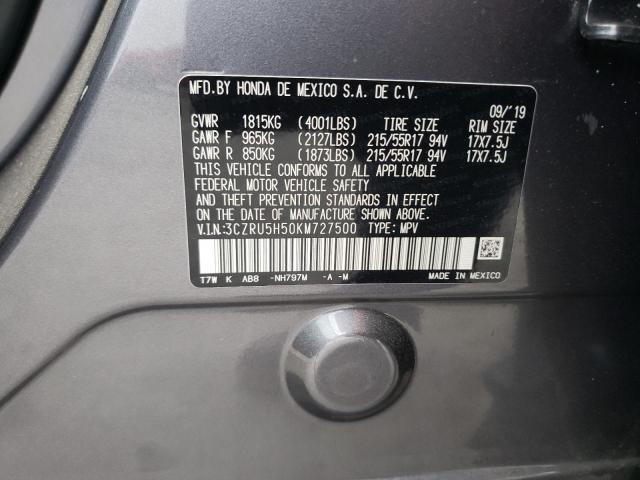 MFD.BY HONDA DE MEXICO S.A. DE C.V.
09/'19
GVWR 1815KG (4001LBS) TIRE SIZE RIM SIZE
GAWR F 965KG (2127LBS) 215/55R17 94V 17X7.5J
GAWR R 850KG (1873LBS) 215/55R17 94V 17X7.5J
THIS VEHICLE CONFORMS TO ALL APPLICABLE
FEDERAL MOTOR VEHICLE SAFETY
AND THEFT PREVENTION STANDARDS IN EFFECT
ON THE DATE OF MANUFACTURE SHOWN ABOVE.
V.I.N:3CZRU5H50KM727500 TYPE: MPV
T7W K AB8 -NH797M -A -M MADE IN MEXICO